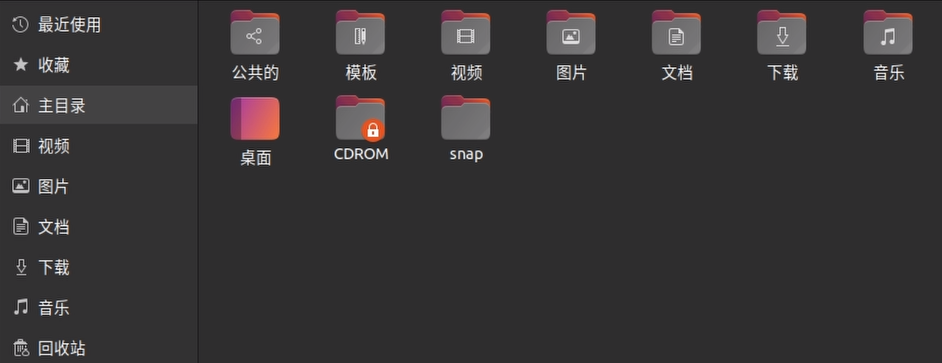 最近使用
收藏
主目录
视频
图片
文档
下载
音乐
回收站
公共的
模板
视频
图片
文档
下载
音乐
桌面
CDROM
snap